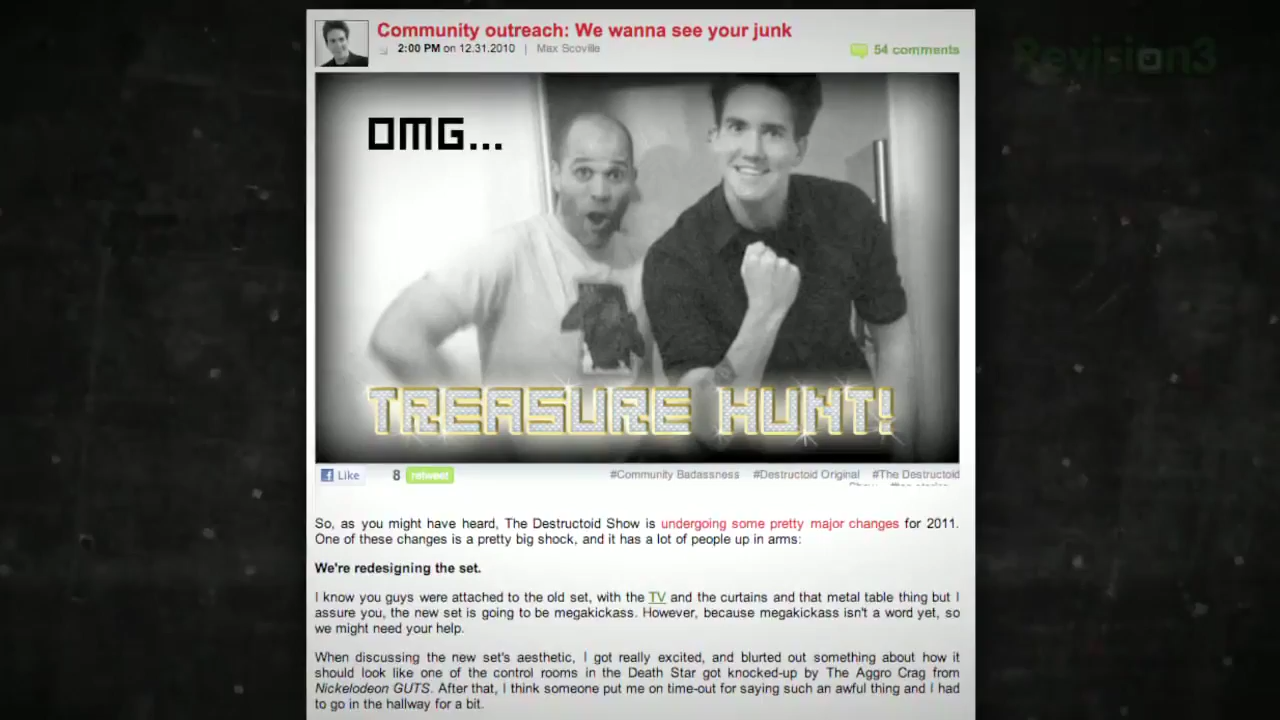 Community outreach: We wanna see your junk
2:00 PM on 12.31.2010 | Max Scoville
54 comments
Revision3
OMG...
TREASURE HUNT!
Like 8 retweet #Community Badassness #Destructoid Original #The Destructoid
So, as you might have heard, The Destructoid Show is undergoing some pretty major changes for 2011.
One of these changes is a pretty big shock, and it has a lot of people up in arms:
We're redesigning the set.
I know you guys were attached to the old set, with the TV and the curtains and that metal table thing but I
assure you, the new set is going to be megakickass. However, because megakickass isn't a word yet, so
we might need your help.
When discussing the new set's aesthetic, I got really excited, and blurted out something about how it
should look like one of the control rooms in the Death Star got knocked-up by The Aggro Crag from
Nickelodeon GUTS. After that, I think someone put me on time-out for saying such an awful thing and I had
to go in the hallway for a bit.